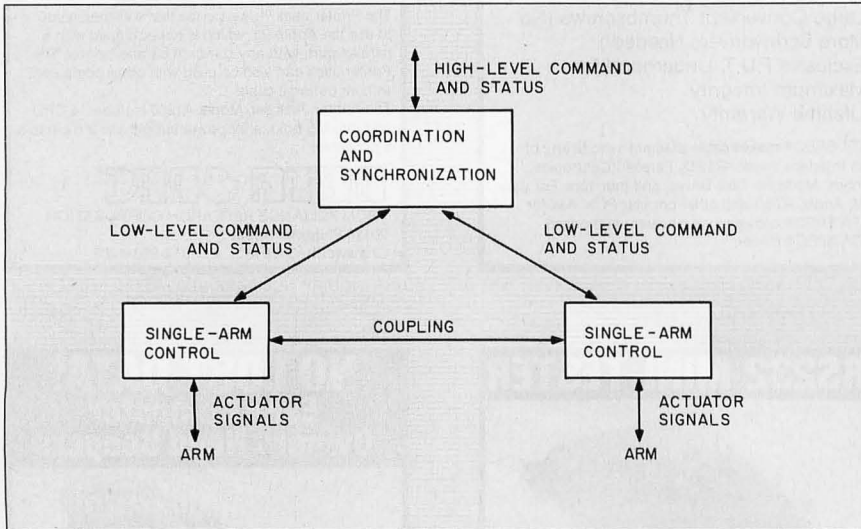 HIGH-LEVEL COMMAND
AND STATUS
COORDINATION
AND
SYNCHRONIZATION
LOW-LEVEL COMMAND
AND STATUS
LOW-LEVEL COMMAND
AND STATUS
SINGLE-ARM
CONTROL
COUPLING
SINGLE-ARM
CONTROL
ACTUATOR
SIGNALS
ACTUATOR
SIGNALS
ARM
ARM